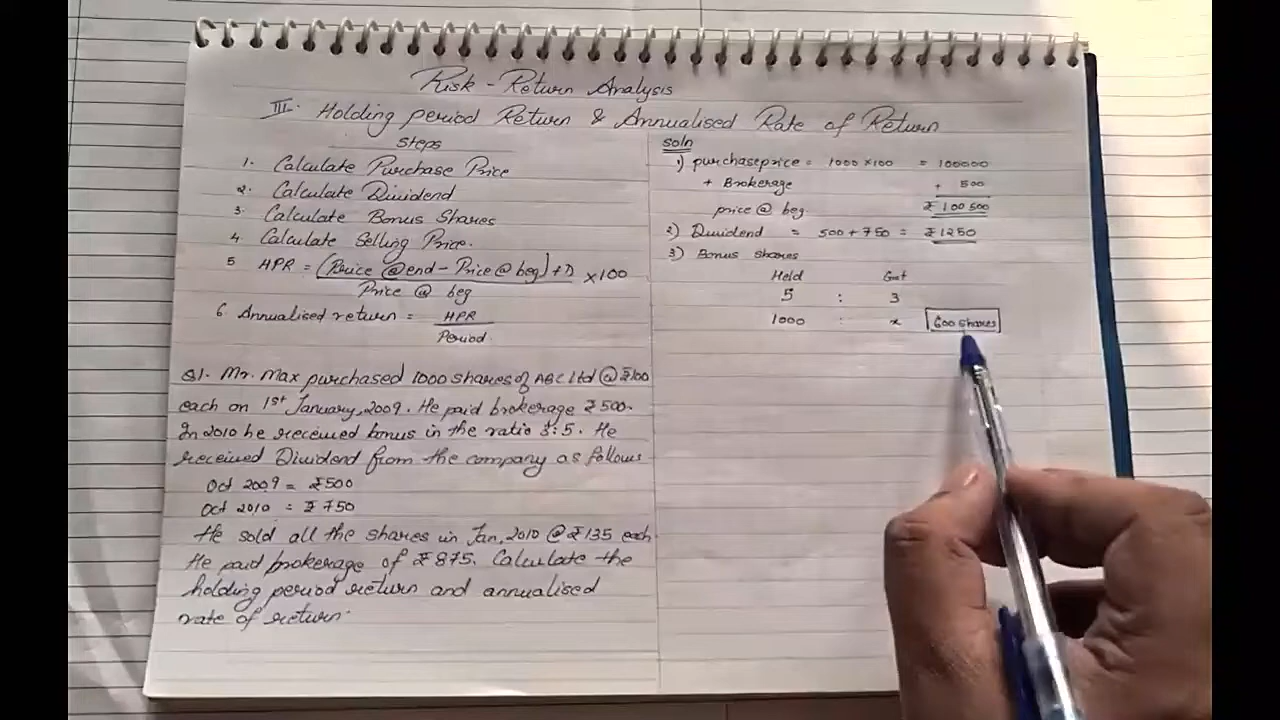 Risk - Return Analysis
III. Holding period Return & Annualised Rate of Return
Steps
1. Calculate Purchase Price
2. Calculate Dividend
3. Calculate Bonus Shares
4. Calculate Selling Price.
5 HPR = (Price @ end - Price @ beg) + D × 100
Price @ beg
6. Annualised return = HPR
Period.
Q1. Mr. Max purchased 1000 shares of ABC Ltd @ ₹100
each on 1st January, 2009. He paid brokerage ₹500.
In 2010 he received bonus in the ratio 3:5. He
received Dividend from the company as follows
Oct 2009 = ₹500
Oct 2010 = ₹750
He sold all the shares in Jan, 2010 @ ₹135 each
He paid brokerage of ₹875. Calculate the
holding period return and annualised
rate of return.
Soln
1) purchase price = 1000 × 100 = 100000
+ Brokerage + 500
price @ beg ₹ 100500
2) Dividend = 500 + 750 = ₹1250
3) Bonus shares
Held Got
5 : 3
1000 : x 600 shares